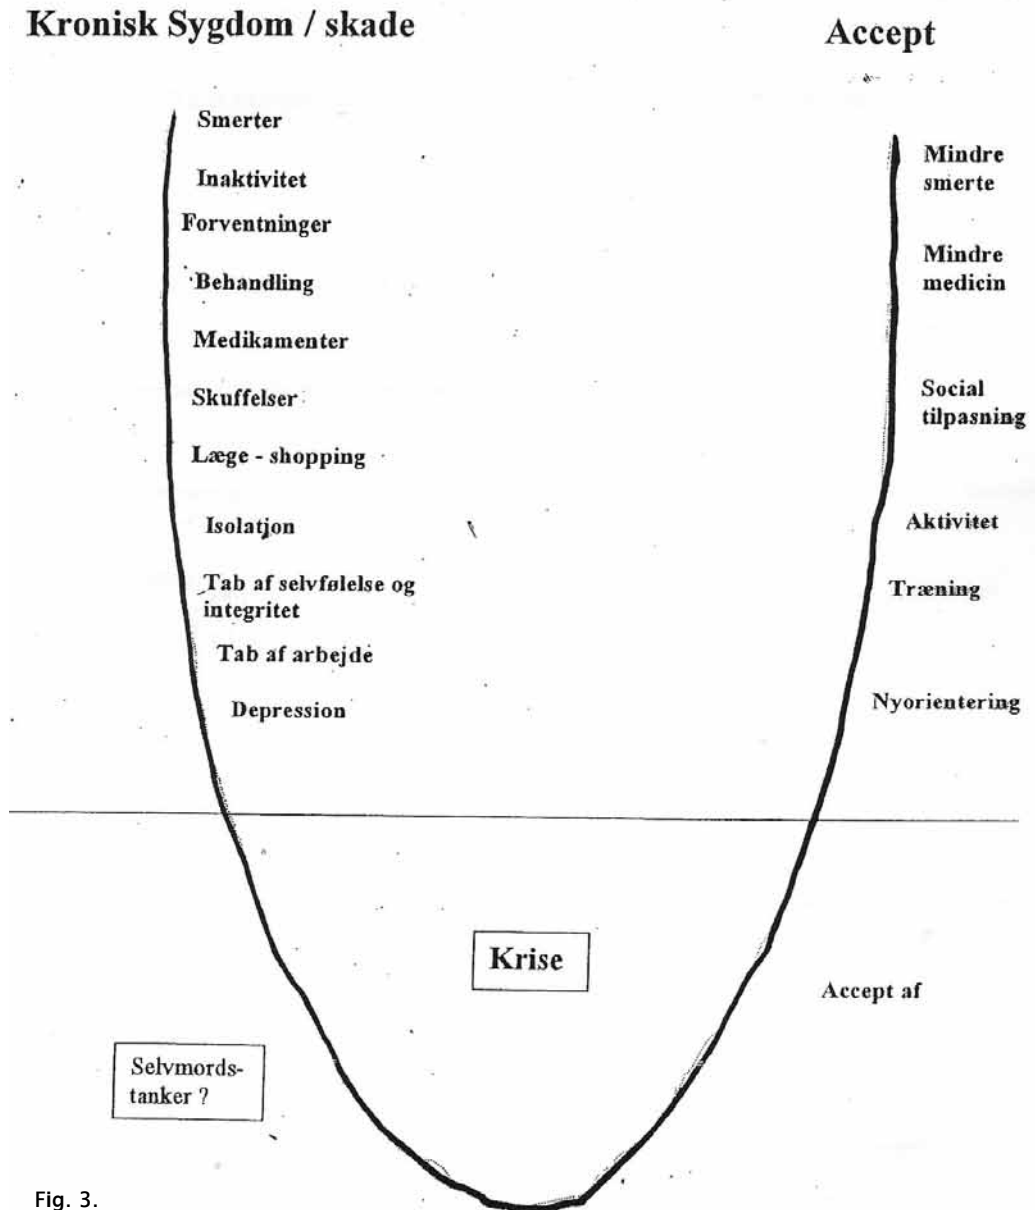 Kronisk Sygdom / skade
Accept
Smerter
Inaktivitet
Forventninger
Behandling
Medikamenter
Skuffelser
Læge - shopping
Isolation
Tab af selvfølelse og
integritet
Tab af arbejde
Depression
Mindre
smerte
Mindre
medicin
Social
tilpasning
Aktivitet
Træning
Nyorientering
Krise
Accept af
Selvmords-
tanker ?
Fig. 3.